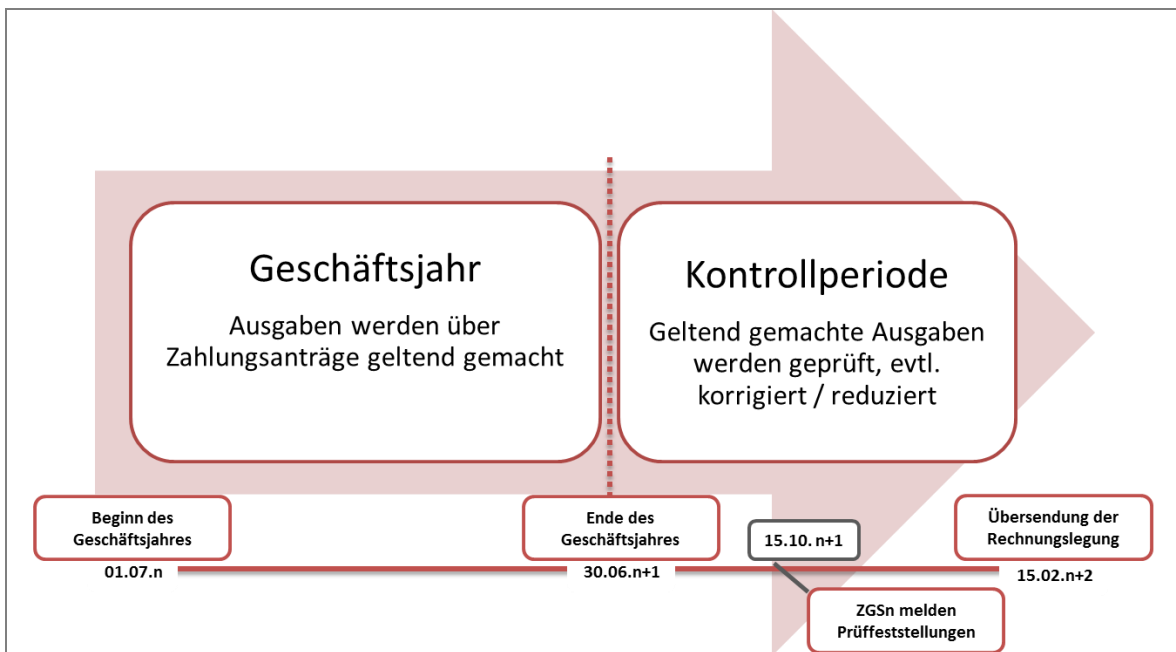 Geschäftsjahr
Ausgaben werden über
Zahlungsanträge geltend gemacht
Kontrollperiode
Geltend gemachte Ausgaben
werden geprüft, evtl.
korrigiert / reduziert
Beginn des
Geschäftsjahres
01.07.n
Ende des
Geschäftsjahres
30.06.n+1
15.10. n+1
ZGSn melden
Prüffeststellungen
Übersendung der
Rechnungslegung
15.02.n+2